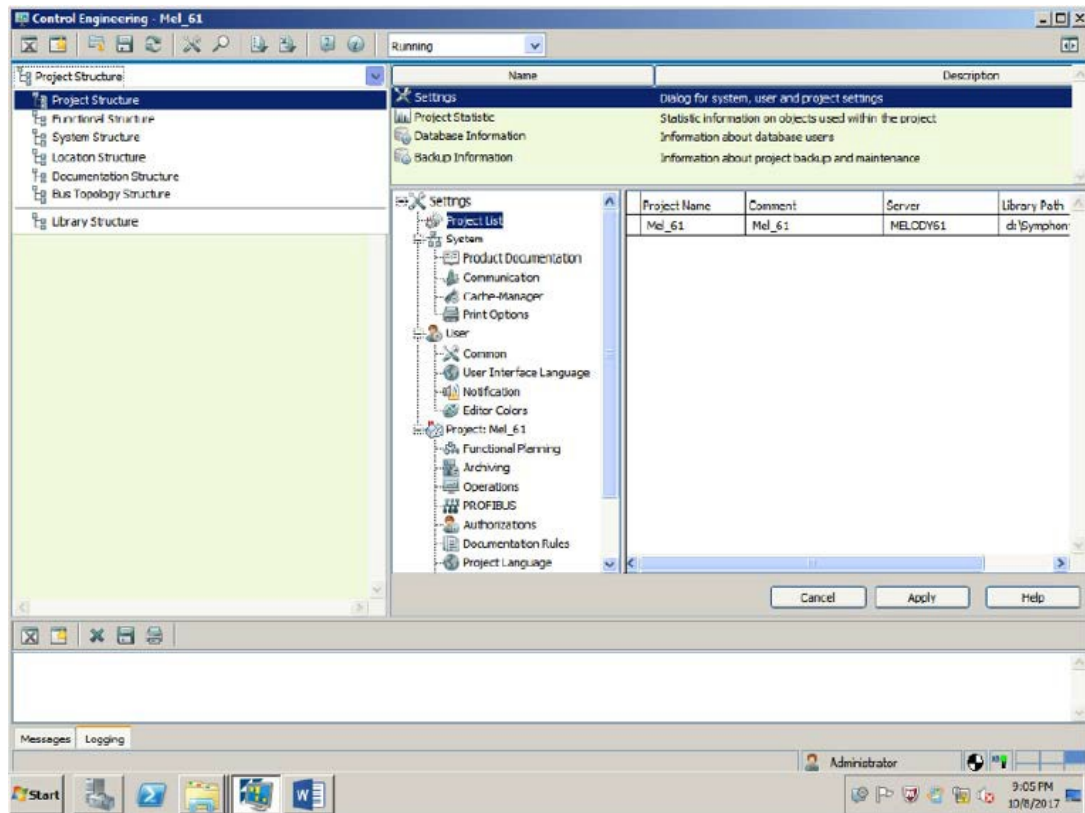 Control Engineering - Mel_61
Running
Project Structure
Project Structure
Functional Structure
System Structure
Location Structure
Documentation Structure
Bus Topology Structure
Library Structure
Name Description
Settings Dialog for system, user and project settings
Project Statistic Statistic information on objects used within the project
Database Information Information about database users
Backup Information Information about project backup and maintenance
Settings
Project List
System
Product Documentation
Communication
Cache-Manager
Print Options
User
Common
User Interface Language
Notification
Editor Colors
Project: Mel_61
Functional Planning
Archiving
Operations
PROFIBUS
Authorizations
Documentation Rules
Project Language
Project Name Comment Server Library Path
Mel_61 Mel_61 MELODY61 d:\Symphon
Cancel Apply Help
Messages Logging
Administrator
Start
9:05 PM
10/8/2017